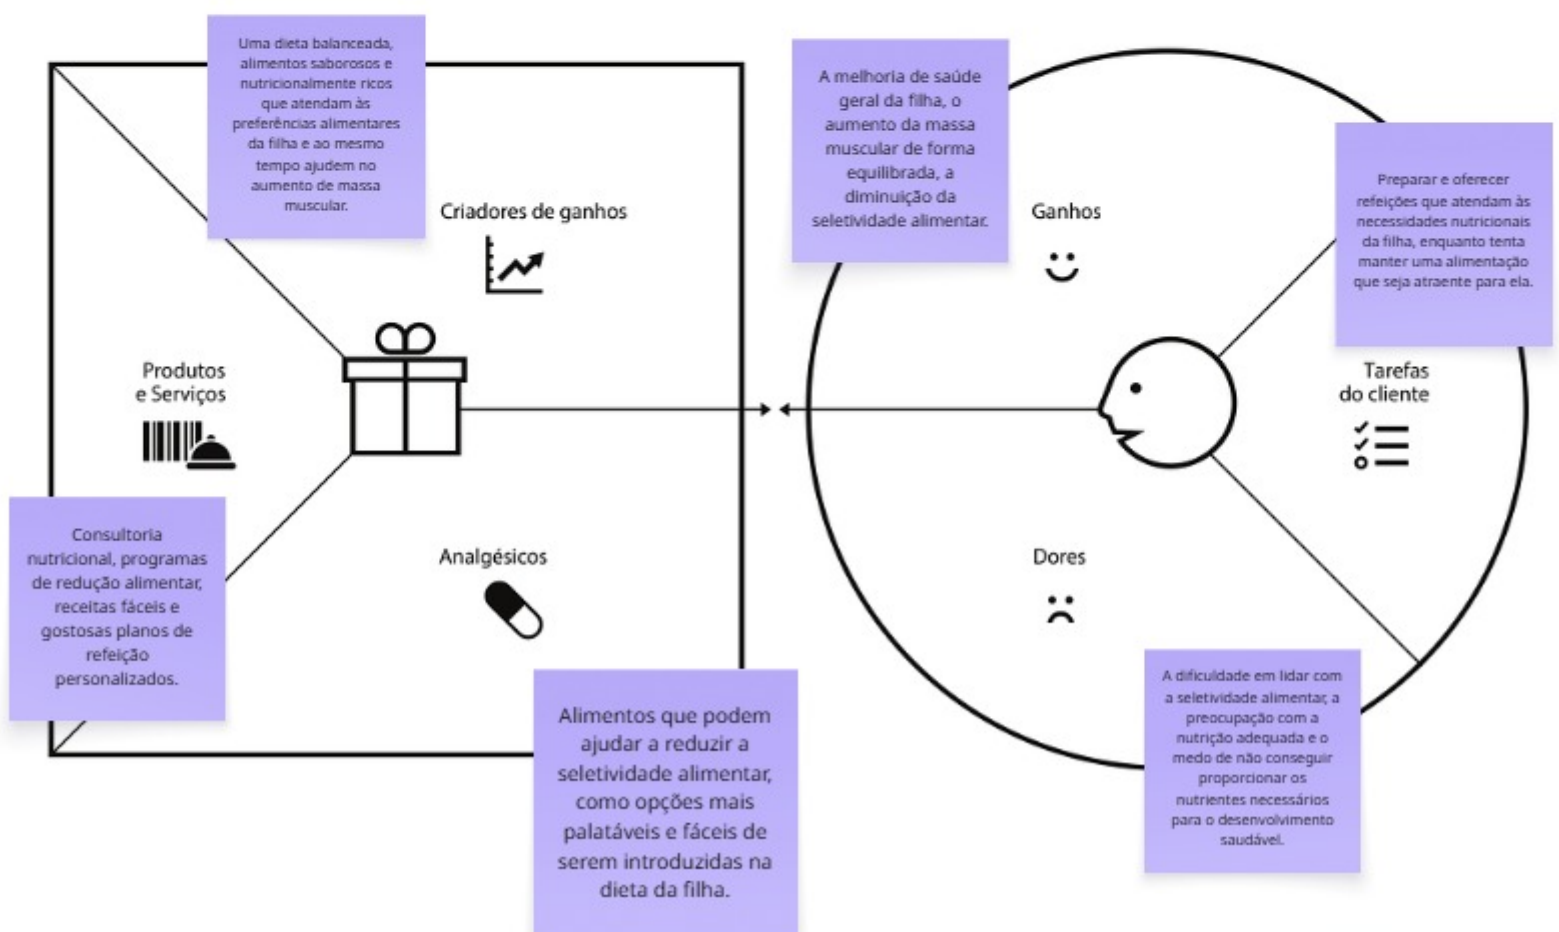 Uma dieta balanceada,
alimentos saborosos e
nutricionalmente ricos
que atendam às
preferências alimentares
da filha e ao mesmo
tempo ajudem no
aumento de massa
muscular.
Criadores de ganhos
Produtos
e Serviços
Consultoria
nutricional, programas
de redução alimentar,
receitas fáceis e
gostosas planos de
refeição
personalizados.
Analgésicos
Alimentos que podem
ajudar a reduzir a
seletividade alimentar,
como opções mais
palatáveis e fáceis de
serem introduzidas na
dieta da filha.
A melhoria de saúde
geral da filha, o
aumento da massa
muscular de forma
equilibrada, a
diminuição da
seletividade alimentar.
Ganhos
Preparar e oferecer
refeições que atendam às
necessidades nutricionais
da filha, enquanto tenta
manter uma alimentação
que seja atraente para ela.
Tarefas
do cliente
Dores
A dificuldade em lidar com
a seletividade alimentar, a
preocupação com a
nutrição adequada e o
medo de não conseguir
proporcionar os
nutrientes necessários
para o desenvolvimento
saudável.